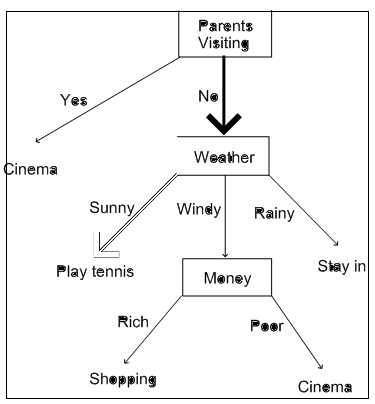 Parents
Visiting
Yes
No
Cinema
Weather
Sunny
Windy
Rainy
Play tennis
Stay in
Money
Rich
Poor
Shopping
Cinema